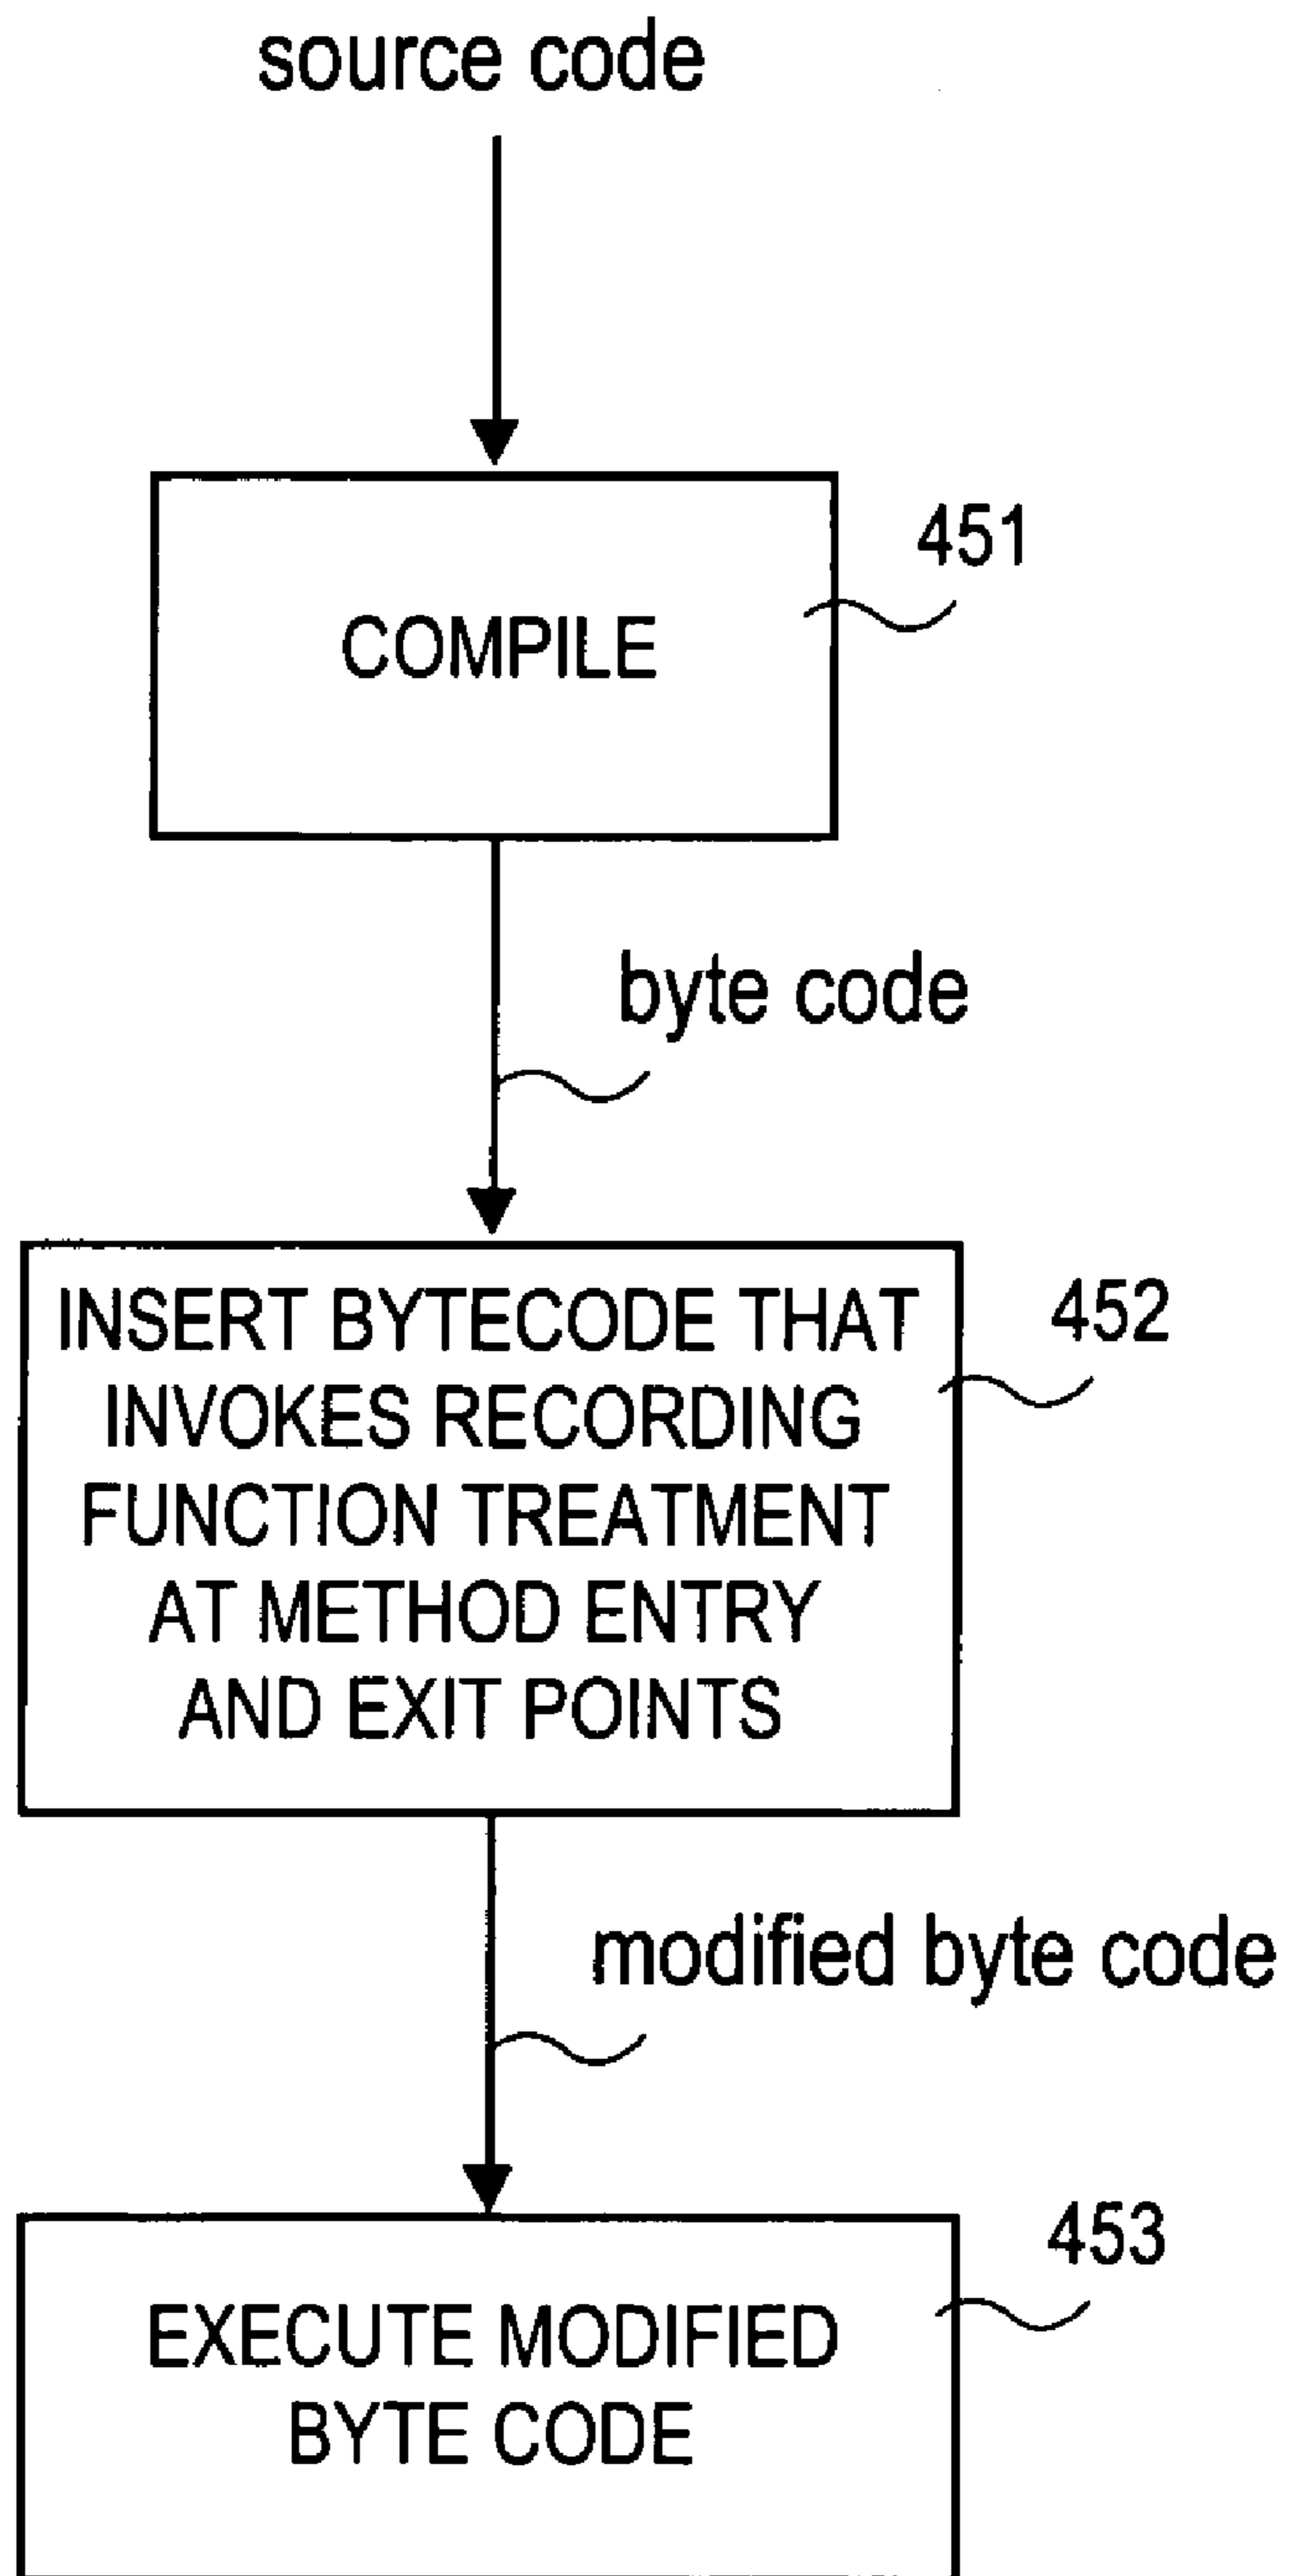 source code
451
COMPILE
byte code
452
INSERT BYTECODE THAT
INVOKES RECORDING
FUNCTION TREATMENT
AT METHOD ENTRY
AND EXIT POINTS
modified byte code
453
EXECUTE MODIFIED
BYTE CODE